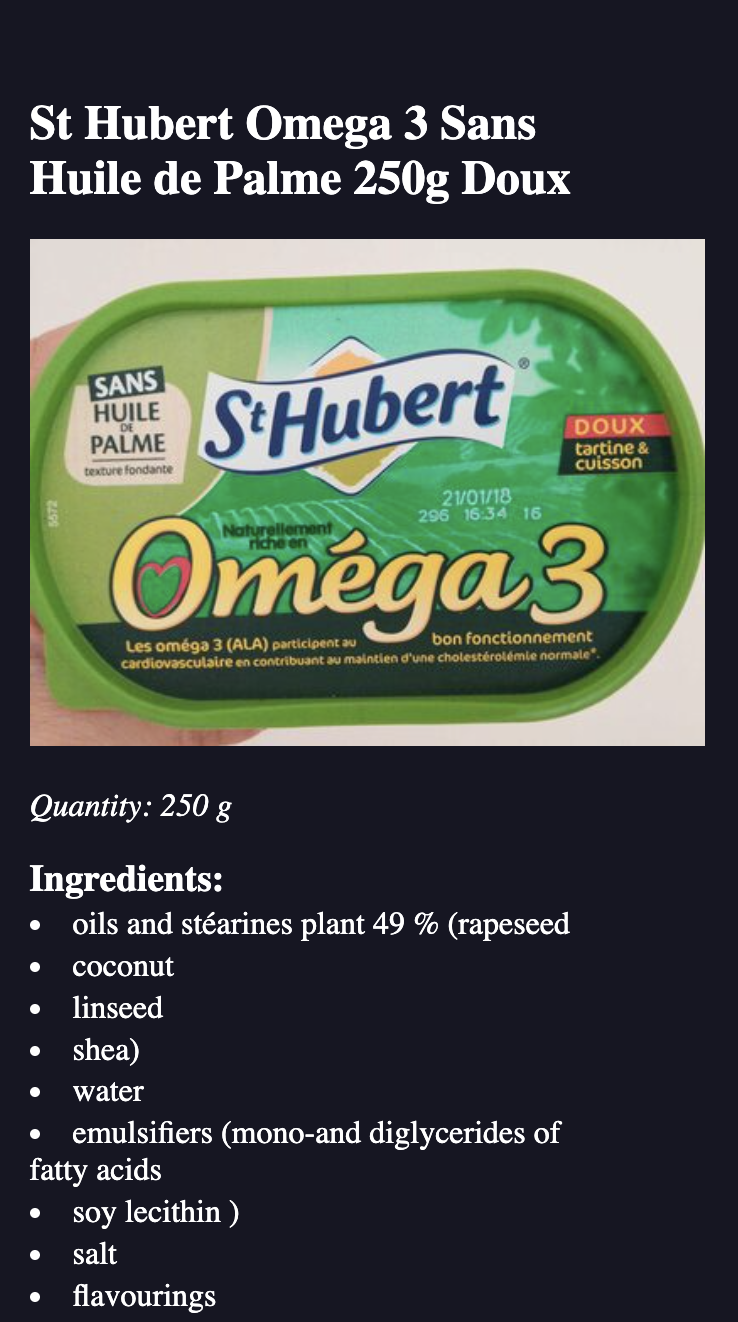 St Hubert Omega 3 Sans
Huile de Palme 250g Doux
SANS
HUILE
DE
PALME
texture fondante
St Hubert®
DOUX
tartine &
cuisson
21/01/18
296 16:34 16
5572
Naturellement
riche en
Oméga 3
Les oméga 3 (ALA) participent au bon fonctionnement
cardiovasculaire en contribuant au maintien d'une cholestérolémie normale*.
Quantity: 250 g
Ingredients:
• oils and stéarines plant 49 % (rapeseed
• coconut
• linseed
• shea)
• water
• emulsifiers (mono-and diglycerides of
fatty acids
• soy lecithin )
• salt
• flavourings